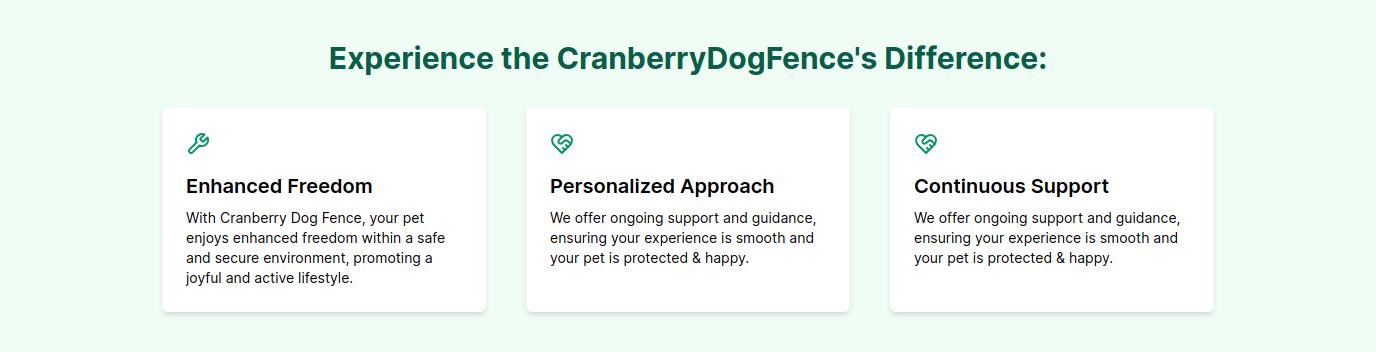 Experience the CranberryDogFence's Difference:
Enhanced Freedom
With Cranberry Dog Fence, your pet
enjoys enhanced freedom within a safe
and secure environment, promoting a
joyful and active lifestyle.
Personalized Approach
We offer ongoing support and guidance,
ensuring your experience is smooth and
your pet is protected & happy.
Continuous Support
We offer ongoing support and guidance,
ensuring your experience is smooth and
your pet is protected & happy.